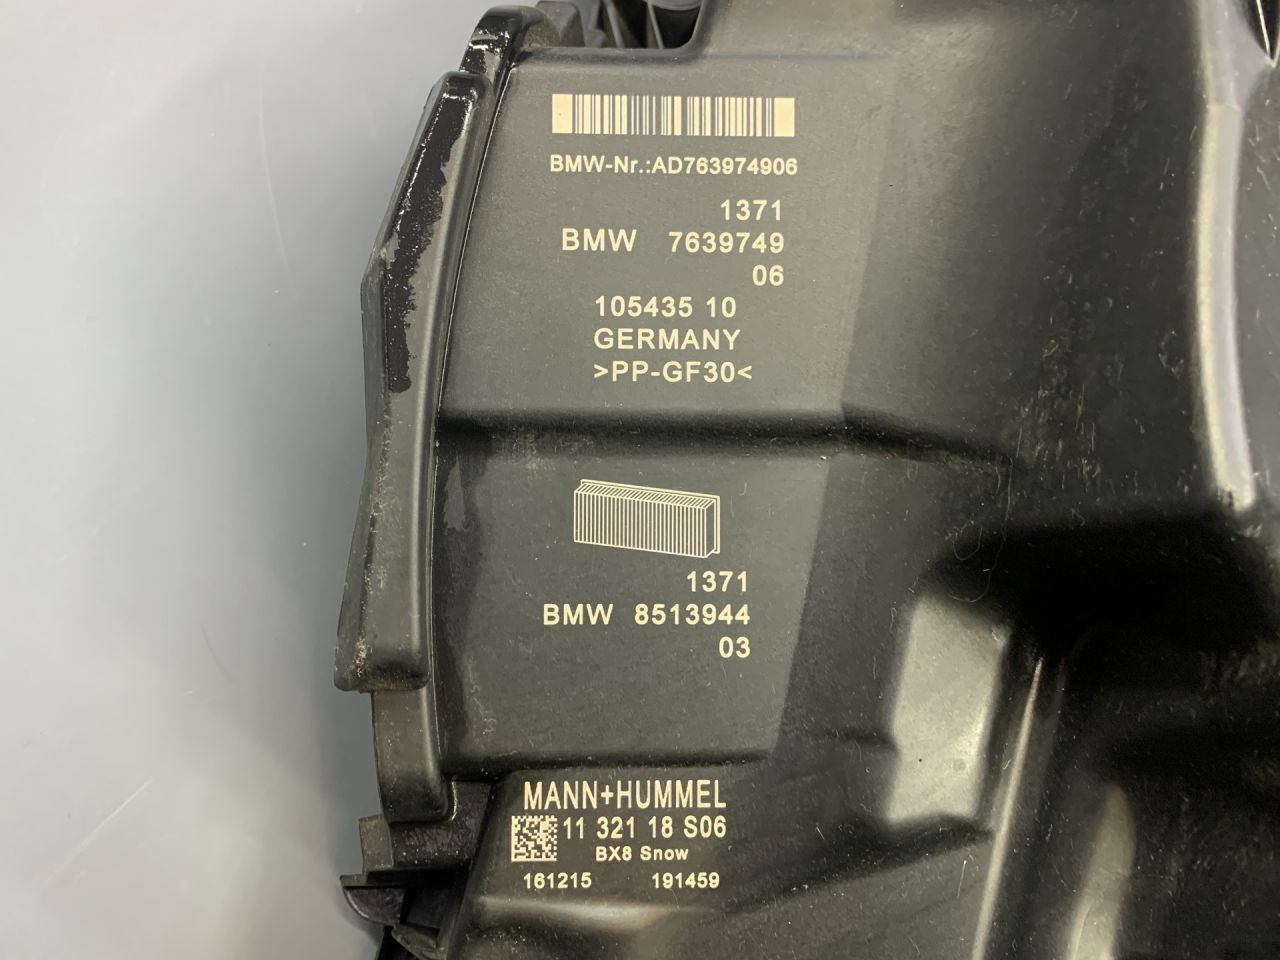 BMW-Nr.:AD763974906
1371
BMW 7639749
06
105435 10
GERMANY
>PP-GF30<
1371
BMW 8513944
03
MANN+HUMMEL
11 321 18 S06
BX8 Snow
161215 191459